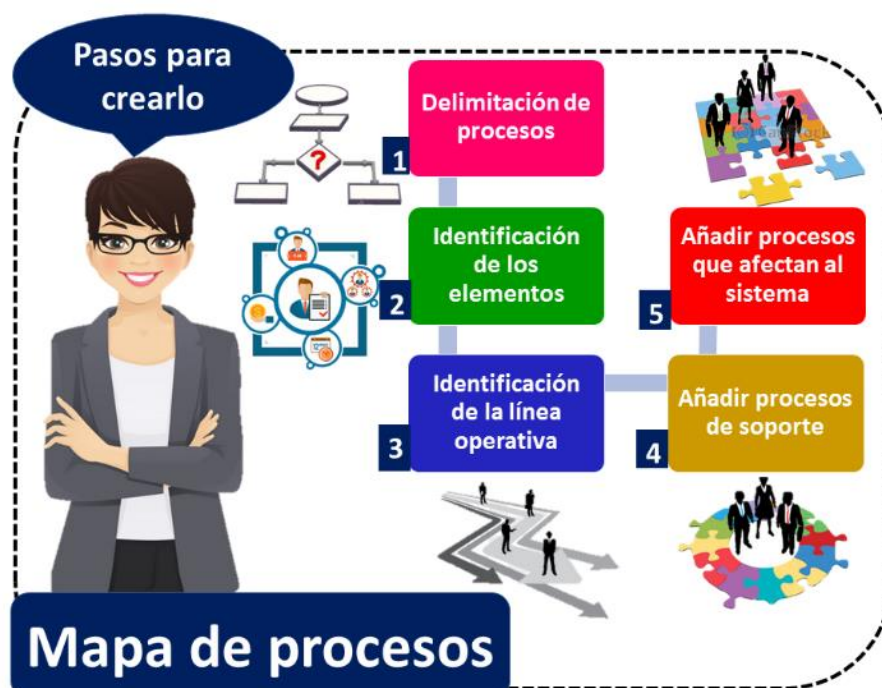 Pasos para
crearlo
1
Delimitación de
procesos
?
2
Identificación
de los
elementos
3
Identificación
de la línea
operativa
4
Añadir procesos
de soporte
5
Añadir procesos
que afectan al
sistema
Mapa de procesos